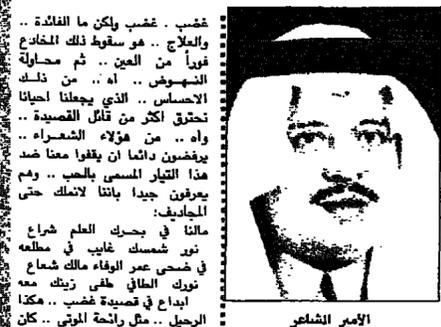 غضب . غضب ولكن ما الفائدة ..
والعلاج .. هو سقوط ذلك المخادع
فوراً من العين .. ثم محاولة
النهوض .. اه .. من ذلك
الاحساس .. الذي يجعلنا احيانا
نحترق اكثر من قائل القصيدة ..
وآه .. من هؤلاء الشعراء ..
يرفضون دائما ان يقفوا معنا ضد
هذا التيار المسمى بالحب .. وهم
يعرفون جيدا باننا لانملك حتى
المجاديف:
مالنا في بحرك العلم شراع
نور شمسك غايب في مطلعه
في ضحى عمر الوفاء مالك شعاع
نورك الطافي طفى زينك معه
ابداع في قصيدة غضب .. هكذا
الرحيل .. مثل رائحة الموتى .. كان
الأمير الشاعر